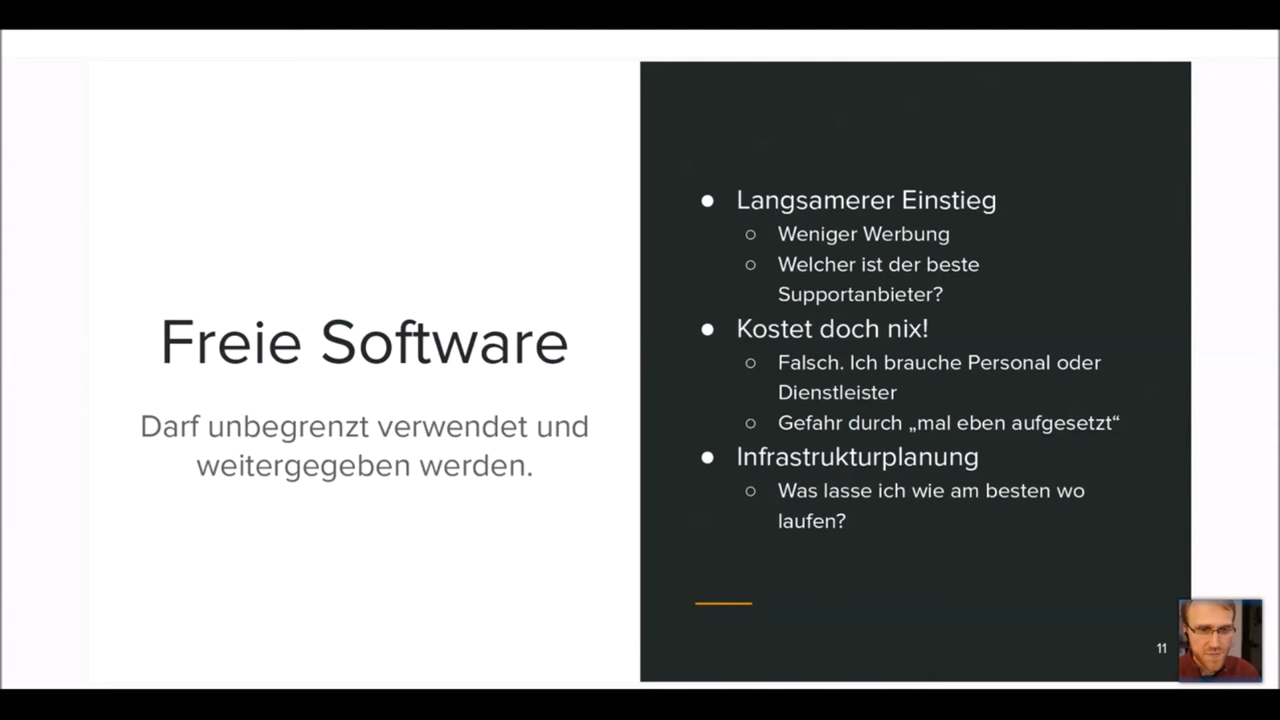 Freie Software
Darf unbegrenzt verwendet und
weitergegeben werden.
● Langsamerer Einstieg
○ Weniger Werbung
○ Welcher ist der beste
Supportanbieter?
● Kostet doch nix!
○ Falsch. Ich brauche Personal oder
Dienstleister
○ Gefahr durch „mal eben aufgesetzt“
● Infrastrukturplanung
○ Was lasse ich wie am besten wo
laufen?
11